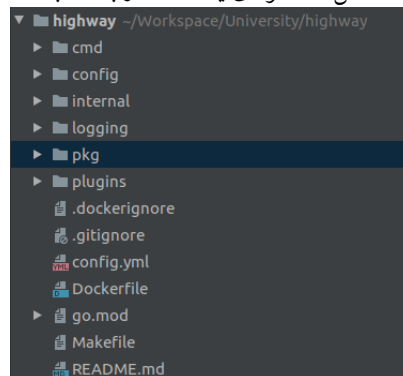 highway ~/Workspace/University/highway
cmd
config
internal
logging
pkg
plugins
.dockerignore
.gitignore
config.yml
Dockerfile
go.mod
Makefile
README.md